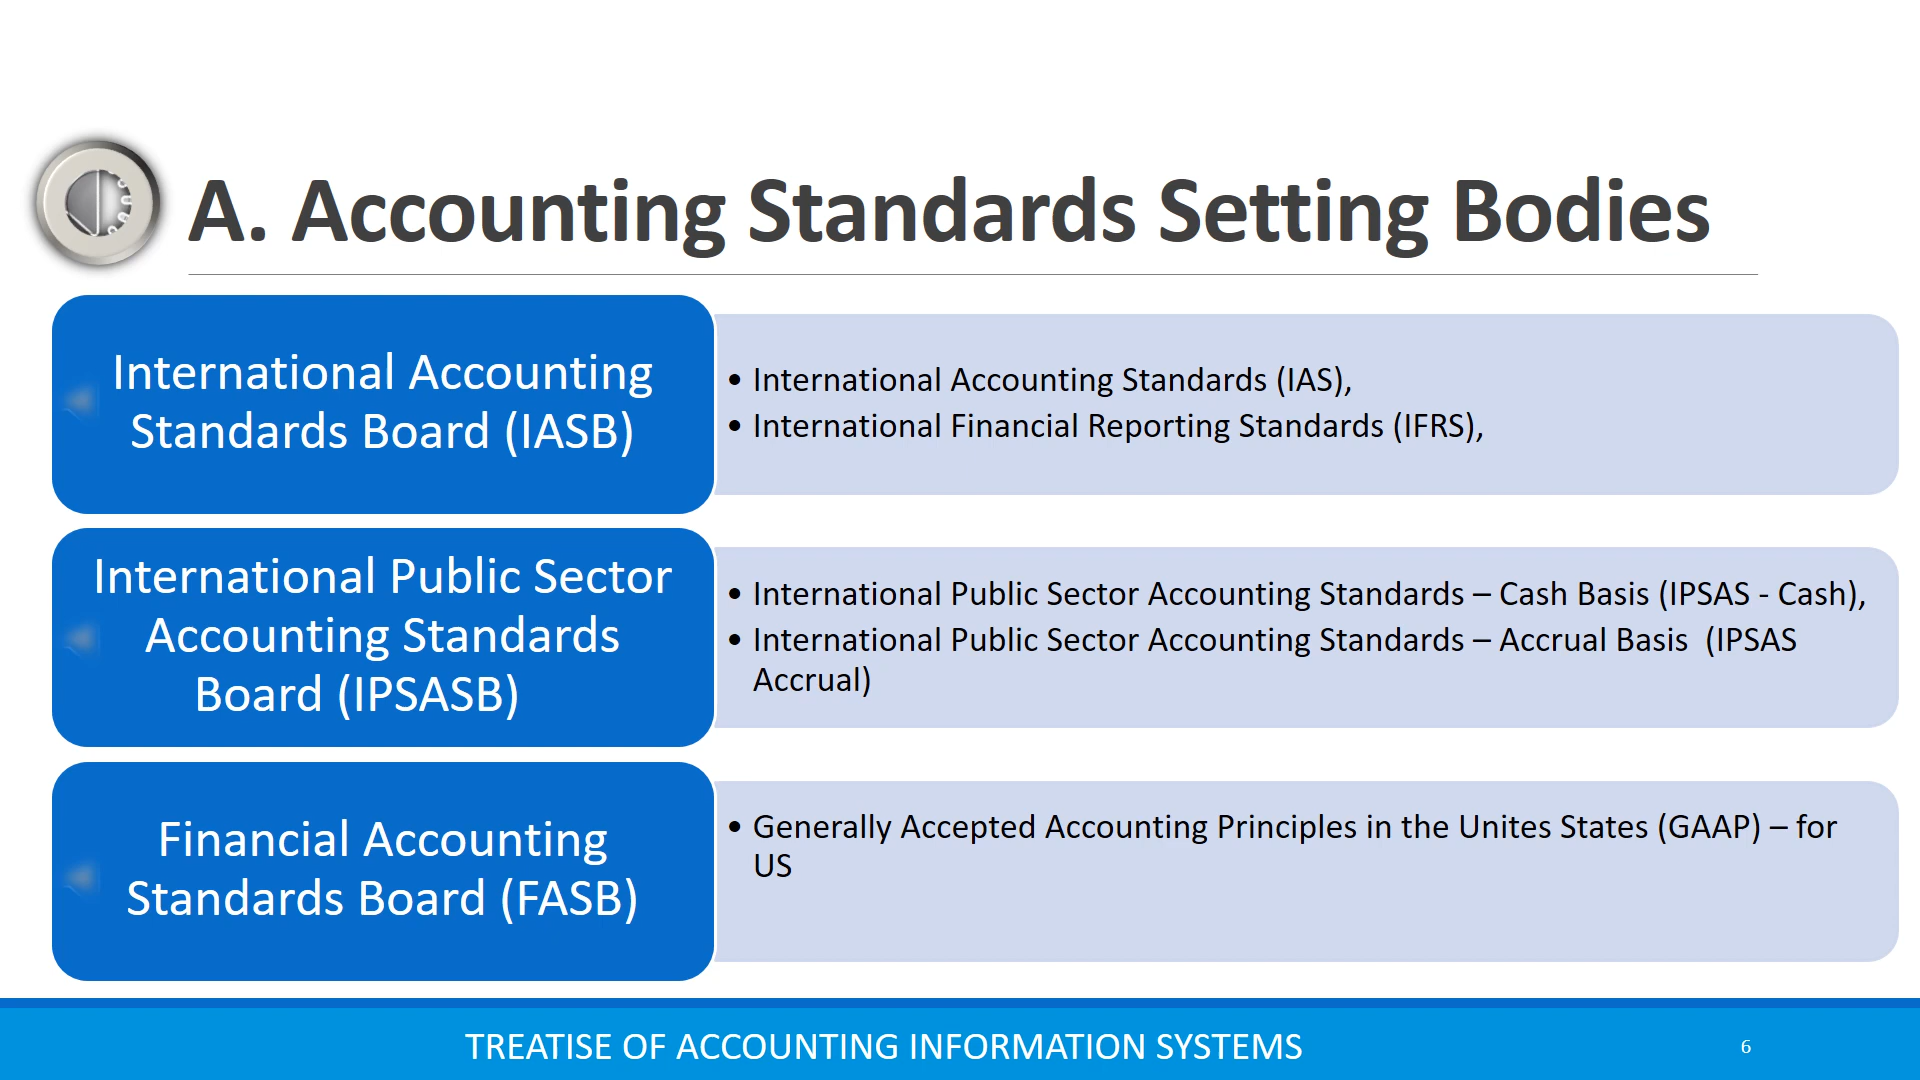 A. Accounting Standards Setting Bodies
International Accounting
Standards Board (IASB)
• International Accounting Standards (IAS),
• International Financial Reporting Standards (IFRS),
International Public Sector
Accounting Standards
Board (IPSASB)
• International Public Sector Accounting Standards – Cash Basis (IPSAS - Cash),
• International Public Sector Accounting Standards – Accrual Basis  (IPSAS
Accrual)
Financial Accounting
Standards Board (FASB)
• Generally Accepted Accounting Principles in the Unites States (GAAP) – for
US
TREATISE OF ACCOUNTING INFORMATION SYSTEMS
6